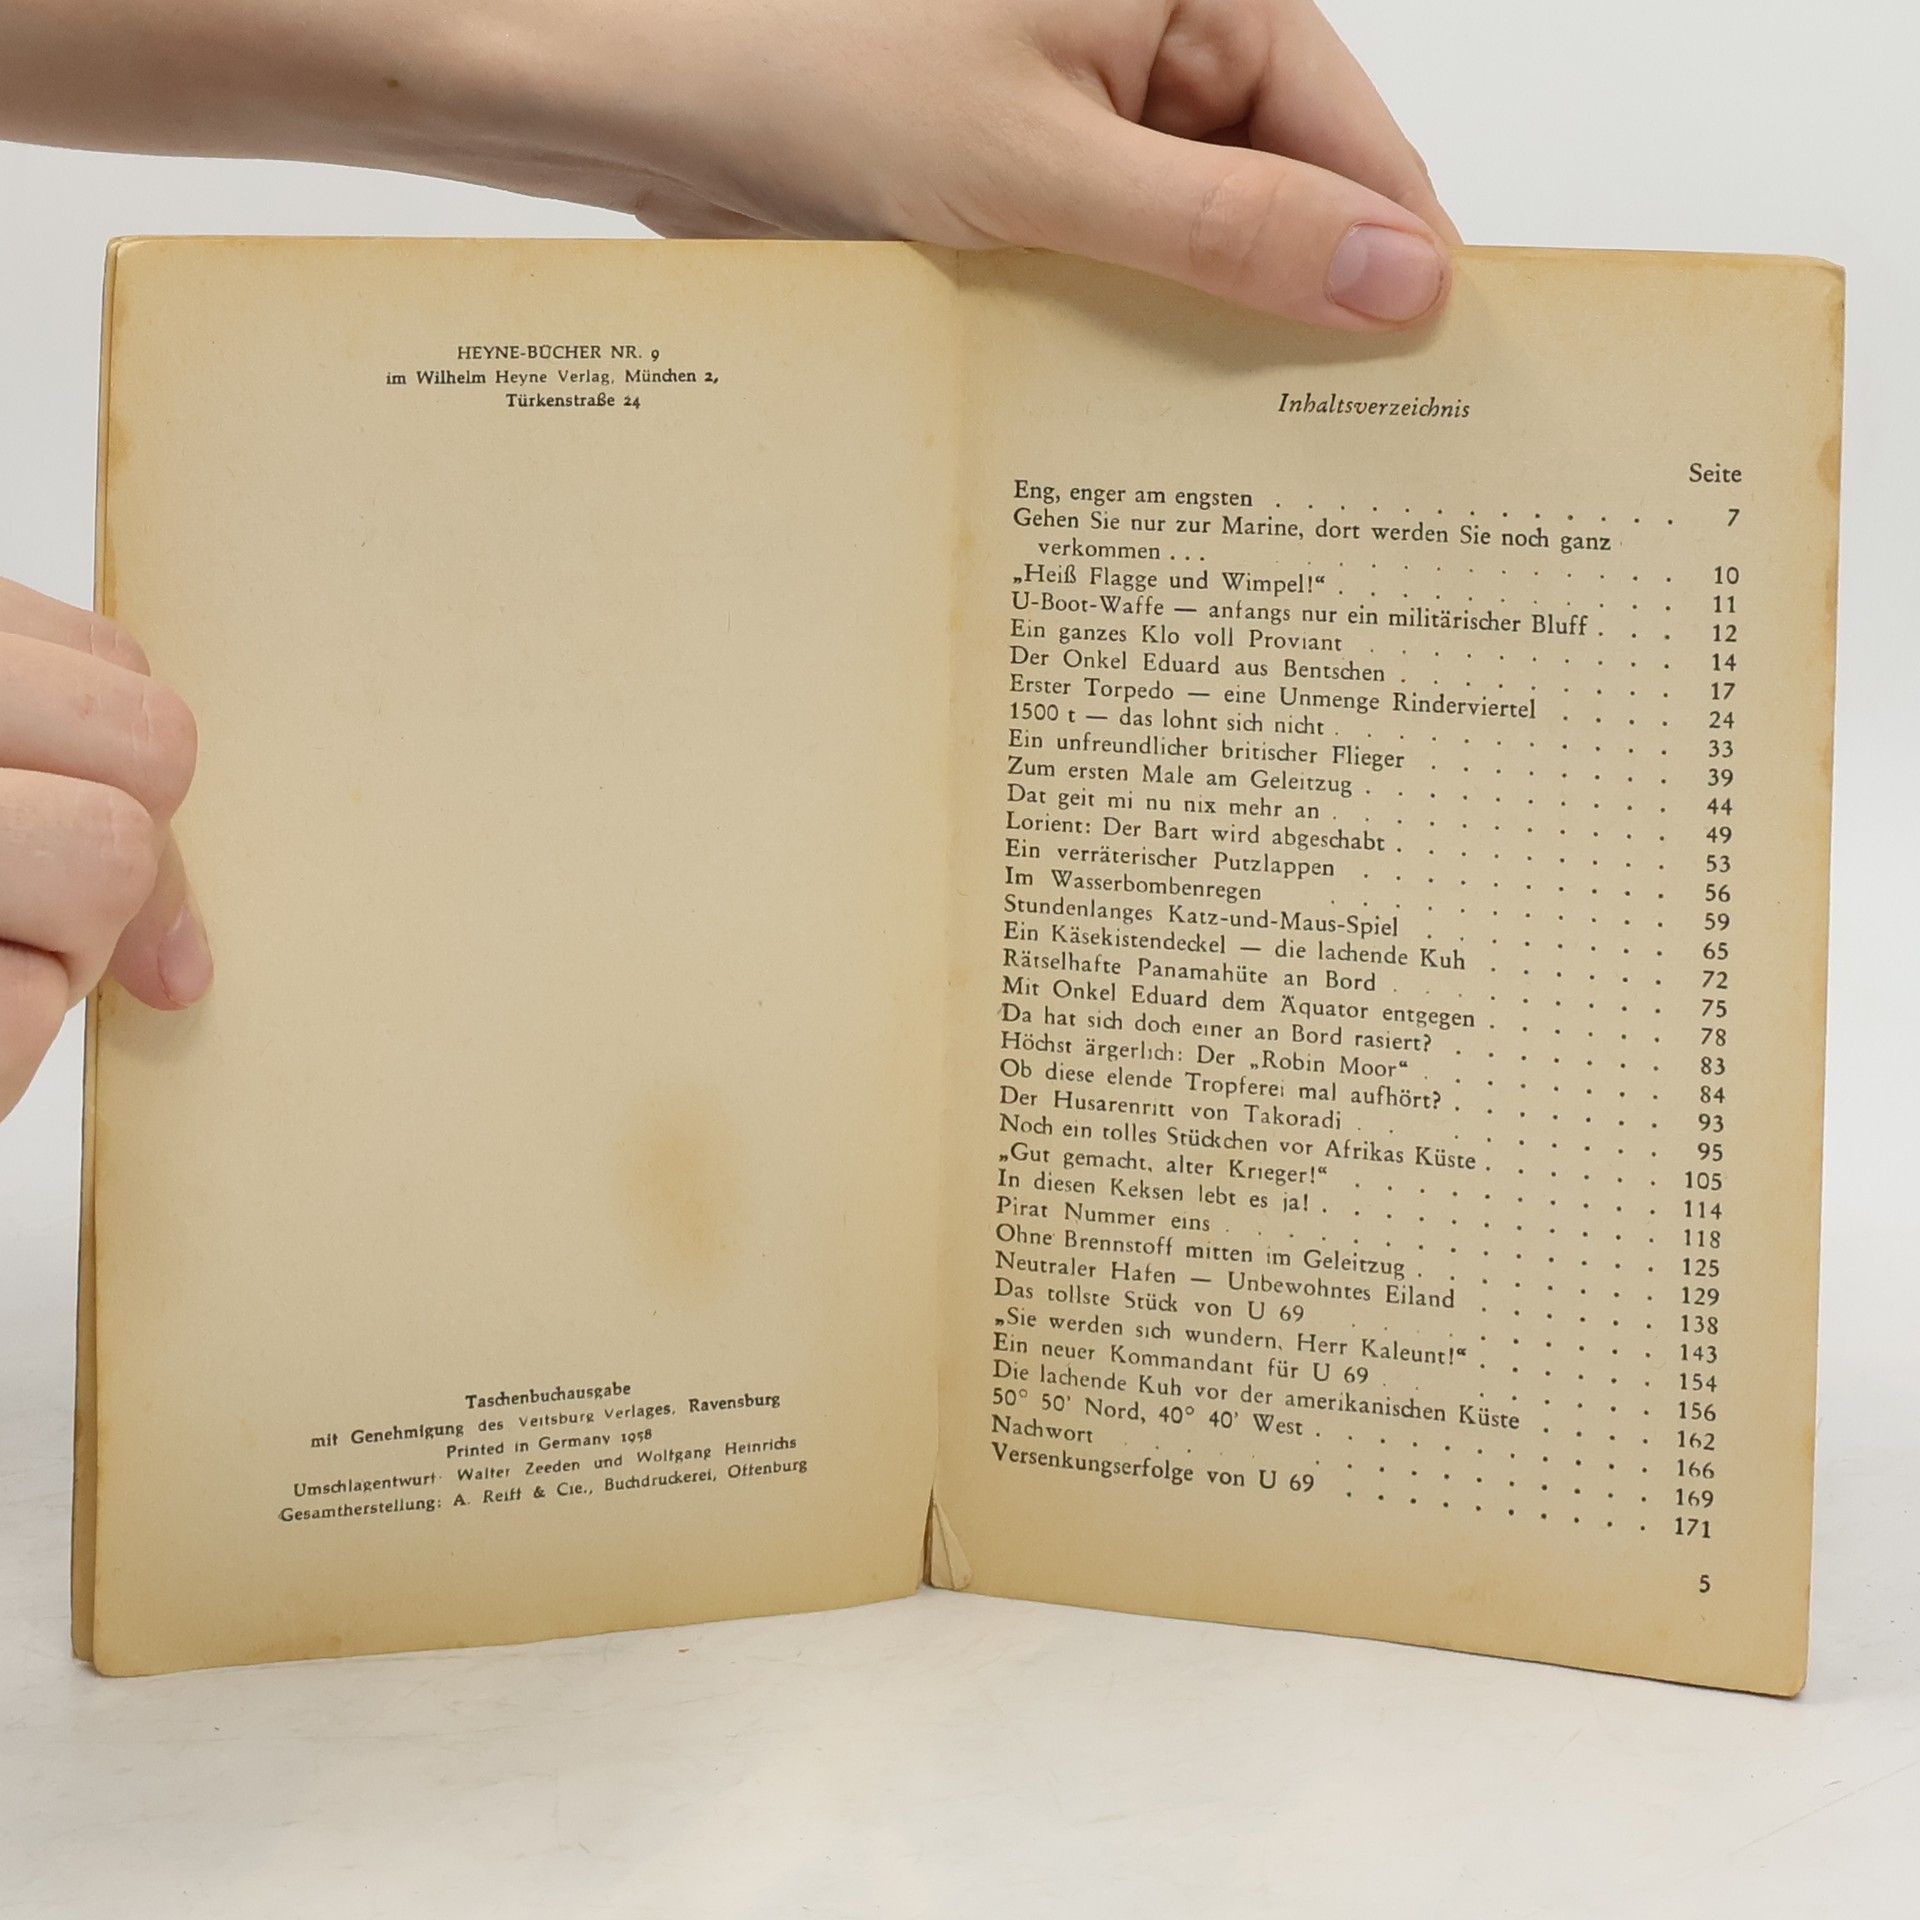 HEYNE-BÜCHER NR. 9
im Wilhelm Heyne Verlag, München 2,
Türkenstraße 24
Taschenbuchausgabe
mit Genehmigung des Veitsburg Verlages, Ravensburg
Printed in Germany 1958
Umschlagentwurf: Walter Zeeden und Wolfgang Heinrichs
Gesamtherstellung: A. Reiff & Cie., Buchdruckerei, Offenburg
Inhaltsverzeichnis
Seite
Eng, enger am engsten . . . . . . . . . . . . . 7
Gehen Sie nur zur Marine, dort werden Sie noch ganz
verkommen . . . . . . . . . . . . . . 10
„Heiß Flagge und Wimpel!“ . . . . . . . . . . . 11
U-Boot-Waffe — anfangs nur ein militärischer Bluff . . . 12
Ein ganzes Klo voll Proviant . . . . . . . . . . 14
Der Onkel Eduard aus Bentschen . . . . . . . . . 17
Erster Torpedo — eine Unmenge Rinderviertel . . . . 24
1500 t — das lohnt sich nicht . . . . . . . . . . . 33
Ein unfreundlicher britischer Flieger . . . . . . . . 39
Zum ersten Male am Geleitzug . . . . . . . . . . 44
Dat geit mi nu nix mehr an . . . . . . . . . . . 49
Lorient: Der Bart wird abgeschabt . . . . . . . . . 53
Ein verräterischer Putzlappen . . . . . . . . . . 56
Im Wasserbombenregen . . . . . . . . . . . 59
Stundenlanges Katz-und-Maus-Spiel . . . . . . . . 65
Ein Käsekistendeckel — die lachende Kuh . . . . . . 72
Rätselhafte Panamahüte an Bord . . . . . . . . . 75
Mit Onkel Eduard dem Äquator entgegen . . . . . . 78
Da hat sich doch einer an Bord rasiert? . . . . . . . 83
Höchst ärgerlich: Der „Robin Moor“ . . . . . . . . 84
Ob diese elende Tropferei mal aufhört? . . . . . . . 93
Der Husarenritt von Takoradi . . . . . . . . . 95
Noch ein tolles Stückchen vor Afrikas Küste . . . . . . 105
„Gut gemacht, alter Krieger!“ . . . . . . . . . . 114
In diesen Keksen lebt es ja! . . . . . . . . . . . 118
Pirat Nummer eins . . . . . . . . . . . . . 125
Ohne Brennstoff mitten im Geleitzug . . . . . . . . 129
Neutraler Hafen — Unbewohntes Eiland . . . . . . 138
Das tollste Stück von U 69 . . . . . . . . . . 143
„Sie werden sich wundern, Herr Kaleunt!“ . . . . . . 154
Ein neuer Kommandant für U 69 . . . . . . . . 156
Die lachende Kuh vor der amerikanischen Küste . . . . 162
50° 50' Nord, 40° 40' West . . . . . . . . . . . 166
Nachwort . . . . . . . . . . . . . . 169
Versenkungserfolge von U 69 . . . . . . . . . . 171
5